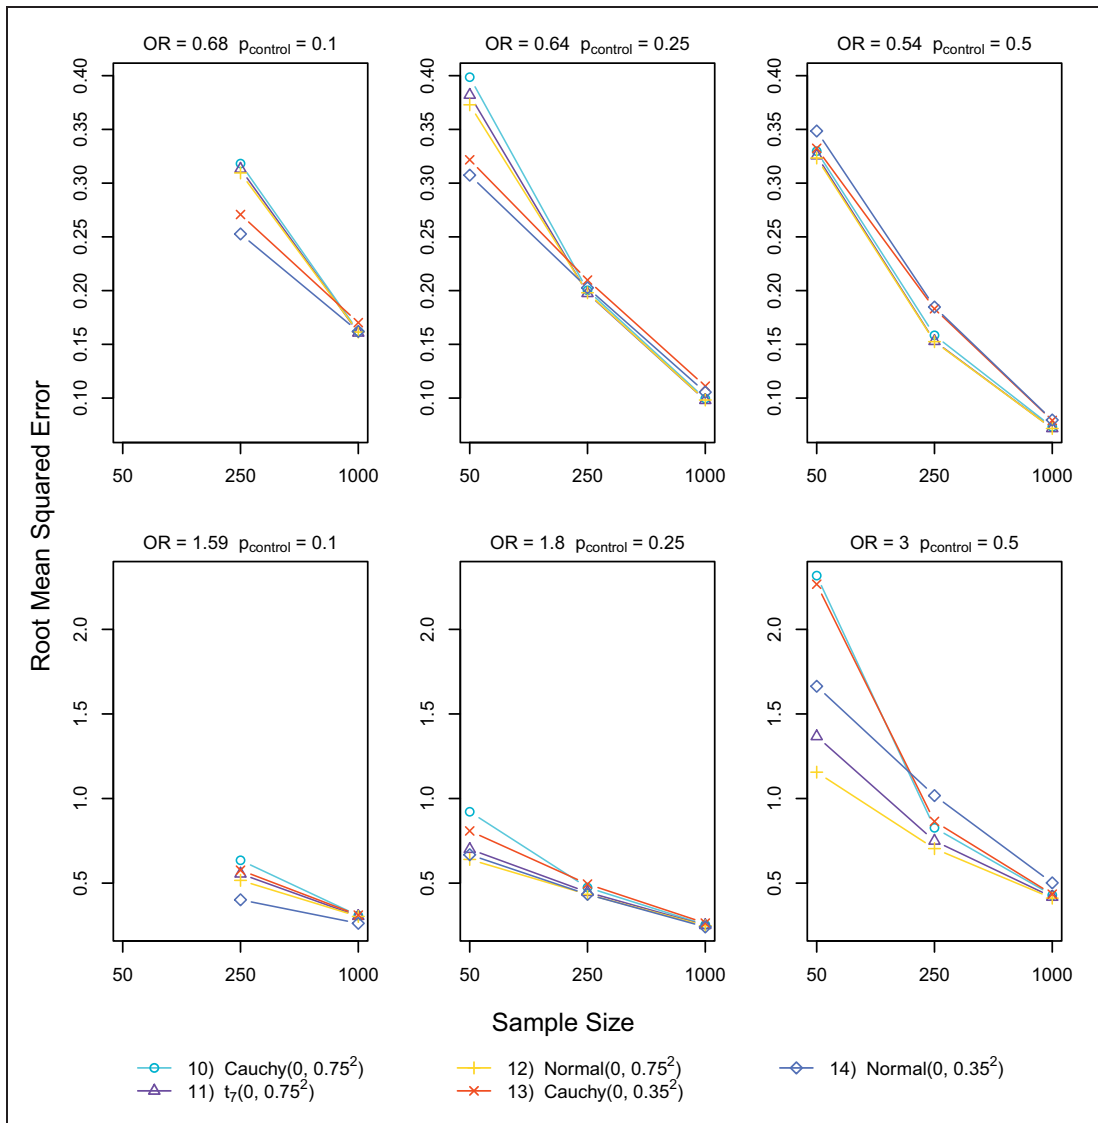 OR = 0.68 p_control = 0.1
OR = 0.64 p_control = 0.25
OR = 0.54 p_control = 0.5
0.40
0.35
0.30
0.25
0.20
0.15
0.10
50 250 1000
0.40
0.35
0.30
0.25
0.20
0.15
0.10
50 250 1000
0.40
0.35
0.30
0.25
0.20
0.15
0.10
50 250 1000
Root Mean Squared Error
OR = 1.59 p_control = 0.1
OR = 1.8 p_control = 0.25
OR = 3 p_control = 0.5
2.0
1.5
1.0
0.5
50 250 1000
2.0
1.5
1.0
0.5
50 250 1000
2.0
1.5
1.0
0.5
50 250 1000
Sample Size
10) Cauchy(0, 0.75²)
11) t₇(0, 0.75²)
12) Normal(0, 0.75²)
13) Cauchy(0, 0.35²)
14) Normal(0, 0.35²)